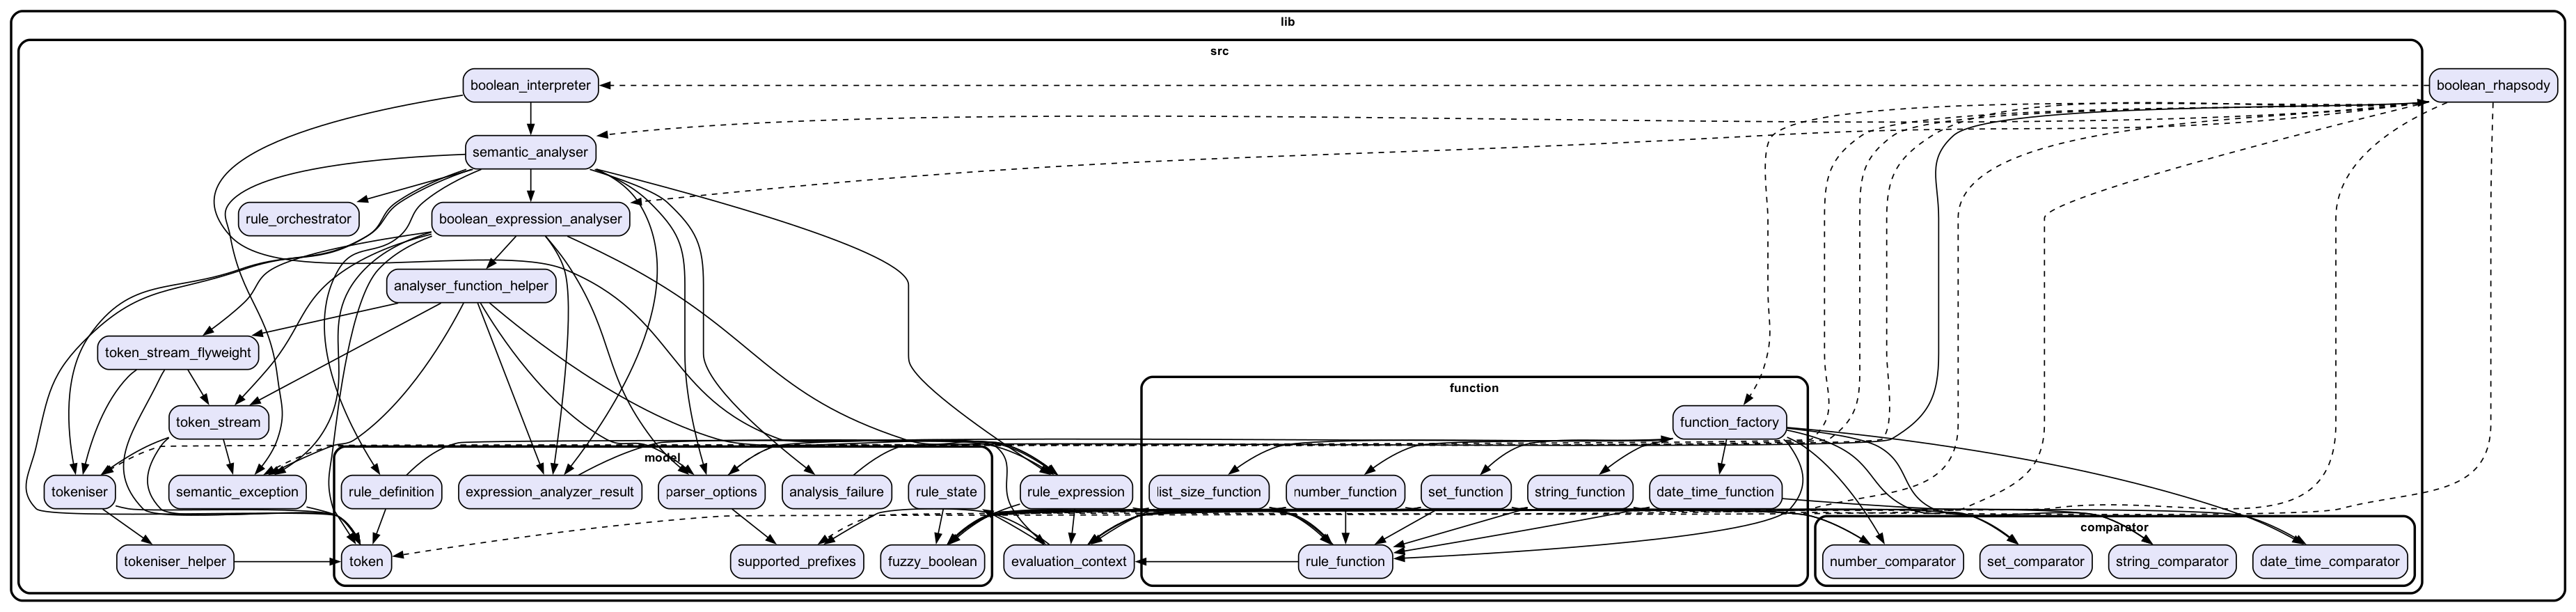 lib
src
boolean_interpreter
boolean_rhapsody
semantic_analyser
rule_orchestrator
boolean_expression_analyser
analyser_function_helper
token_stream_flyweight
function
token_stream
function_factory
model
tokeniser
semantic_exception
rule_definition
expression_analyzer_result
parser_options
analysis_failure
rule_state
rule_expression
list_size_function
number_function
set_function
string_function
date_time_function
comparator
tokeniser_helper
token
supported_prefixes
fuzzy_boolean
evaluation_context
rule_function
number_comparator
set_comparator
string_comparator
date_time_comparator